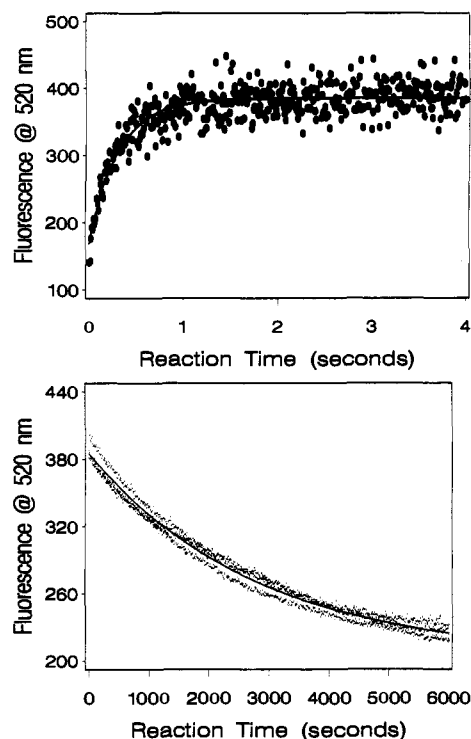 Fluorescence @ 520 nm
500
400
300
200
100
0 1 2 3 4
Reaction Time (seconds)
Fluorescence @ 520 nm
440
380
320
260
200
0 1000 2000 3000 4000 5000 6000
Reaction Time (seconds)